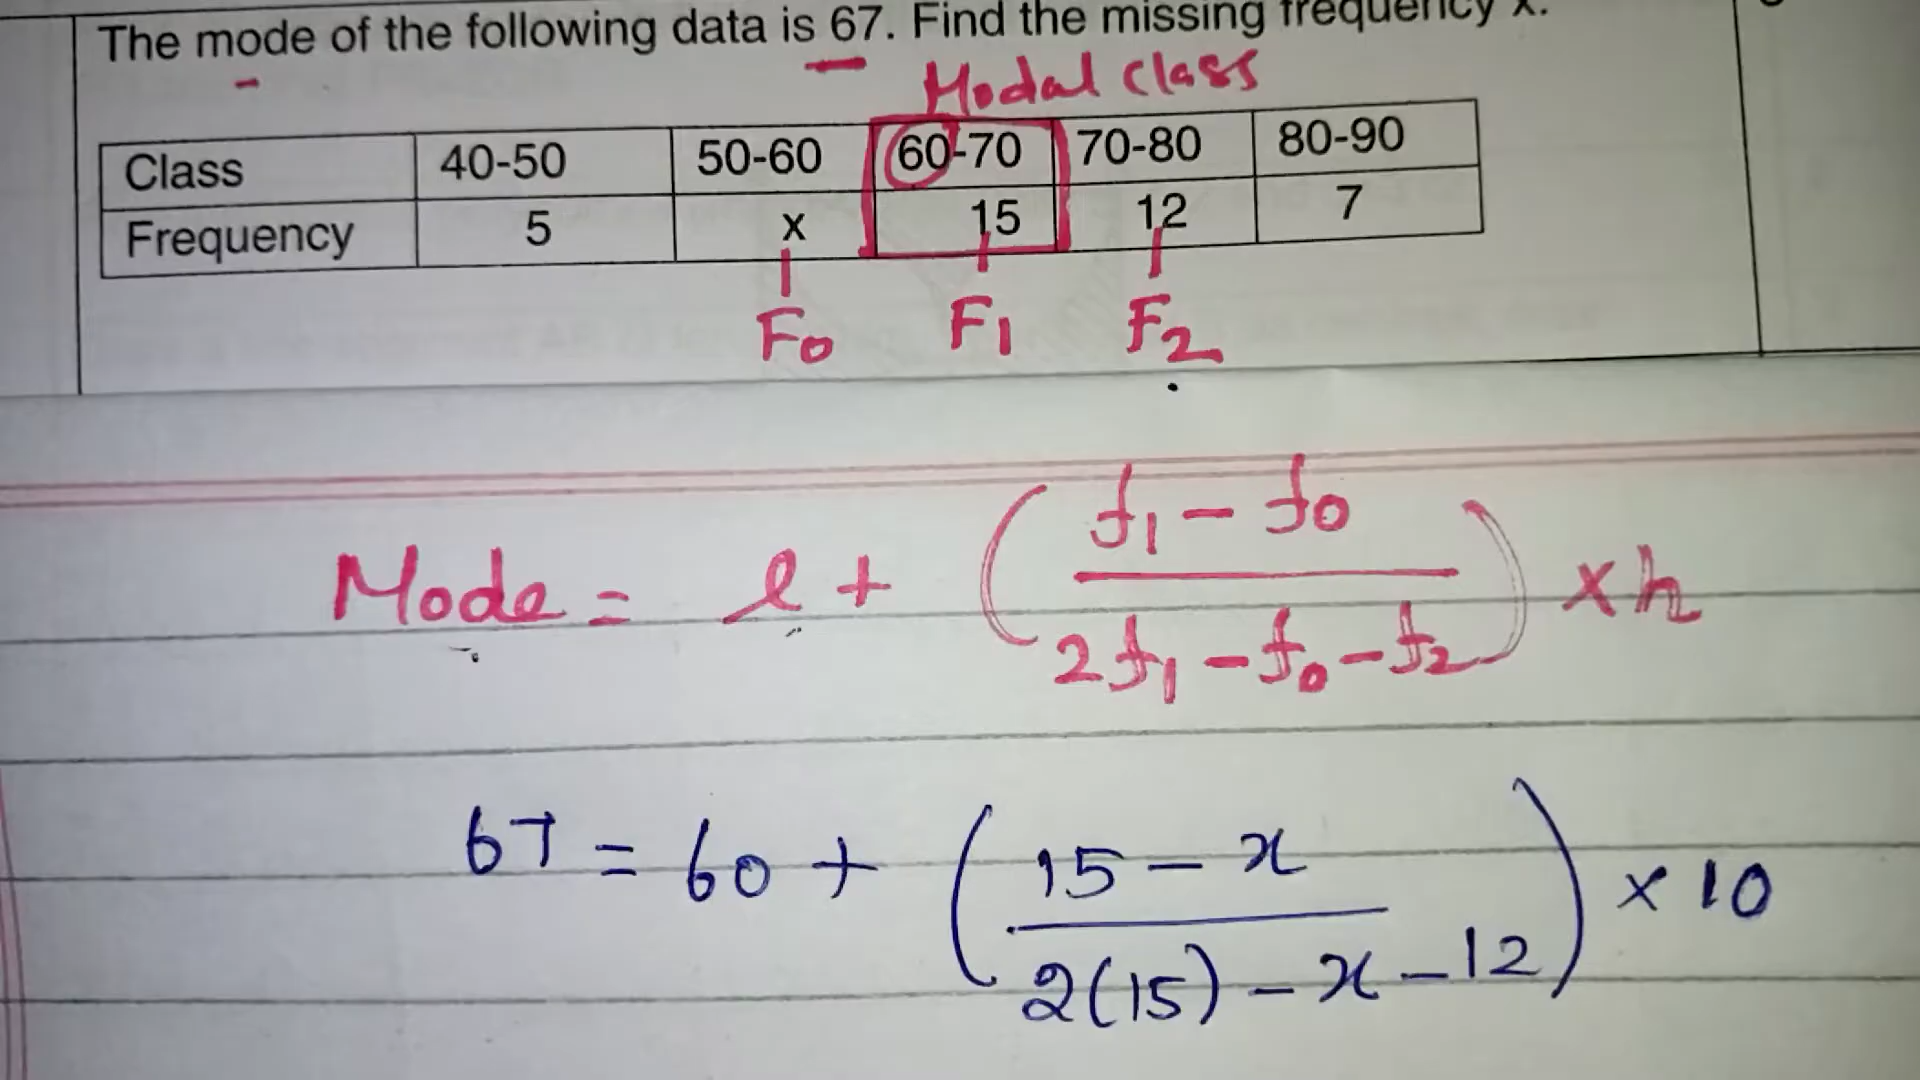 The mode of the following data is 67. Find the missing frequency x.
Modal class
Class 40-50 50-60 60-70 70-80 80-90
Frequency 5 x 15 12 7
F0 F1 F2
Mode = l + ( f1 - f0 / 2f1 - f0 - f2 ) x h
67 = 60 + ( 15 - x / 2(15) - x - 12 ) x 10